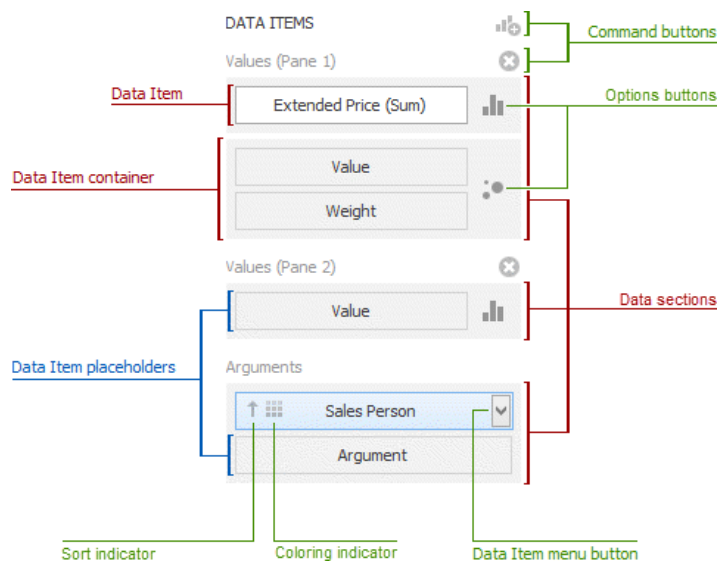 DATA ITEMS
Command buttons
Values (Pane 1)
Data Item
Extended Price (Sum)
Options buttons
Value
Data Item container
Weight
Values (Pane 2)
Value
Data sections
Data Item placeholders
Arguments
Sales Person
Argument
Sort indicator
Coloring indicator
Data Item menu button